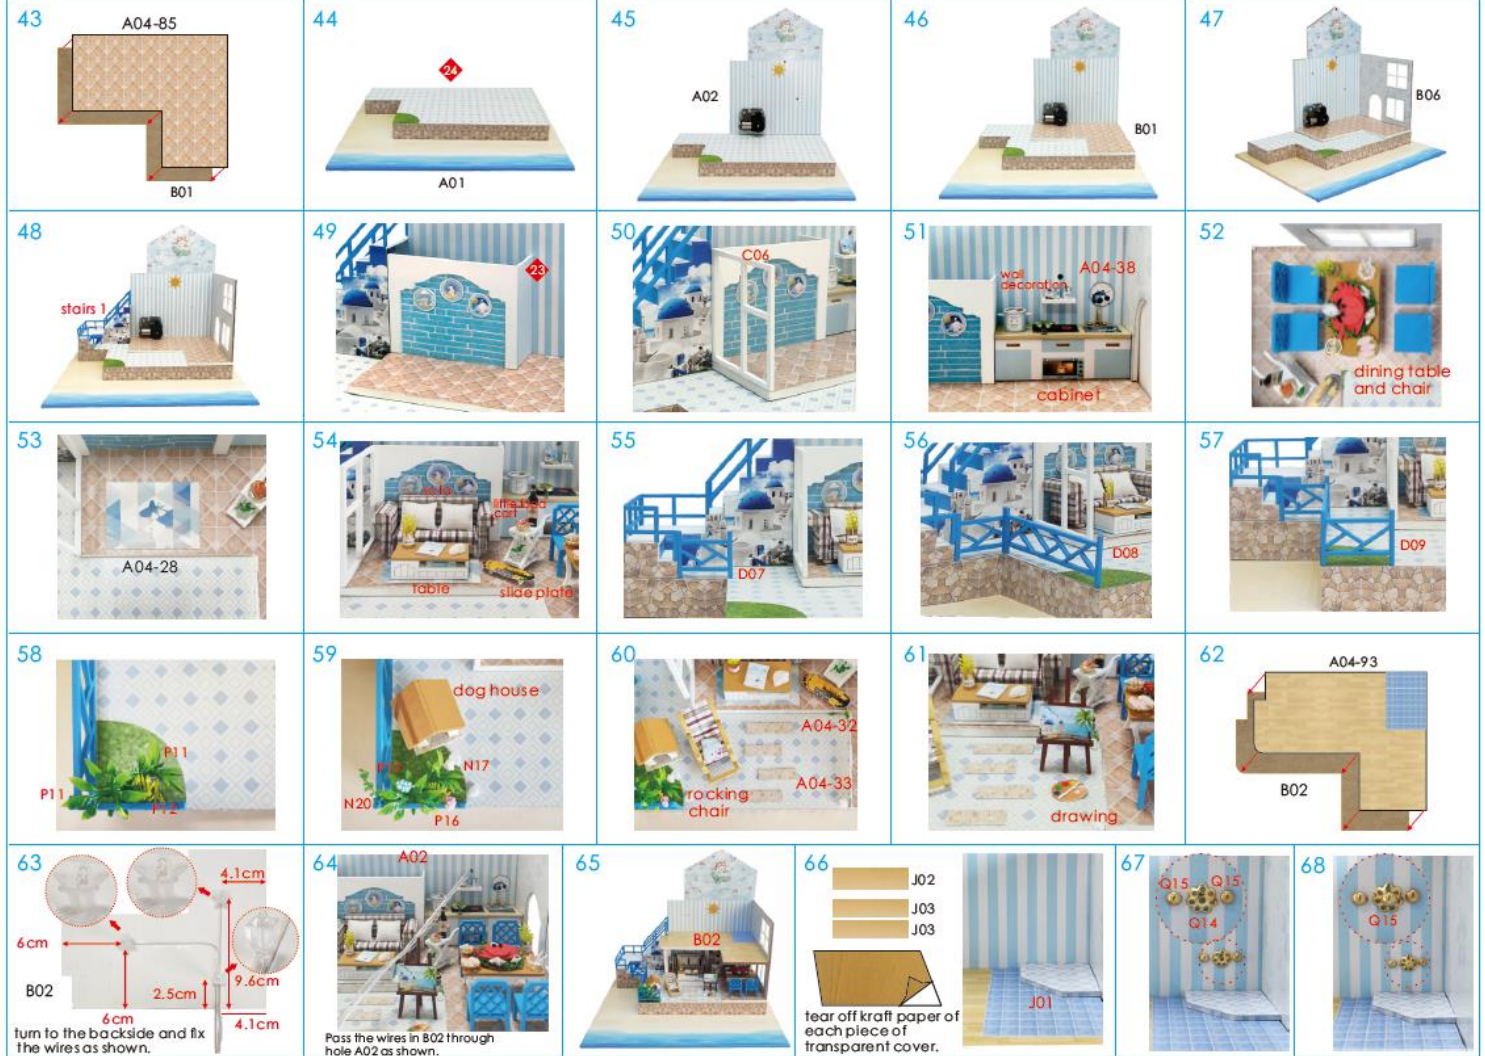 43
A04-85
B01
44
24
A01
45
A02
46
B01
47
B06
48
stairs 1
49
23
50
C06
51
wall
decoration
A04-38
cabinet
52
dining table
and chair
53
A04-28
54
sofa
little food
cart
table
slide plate
55
D07
56
D08
57
D09
58
P11
P11
P12
59
dog house
N17
N20
P16
60
A04-32
A04-33
rocking
chair
61
drawing
62
A04-93
B02
63
4.1cm
6cm
9.6cm
B02
2.5cm
6cm
4.1cm
turn to the backside and fix
the wires as shown.
64
A02
Pass the wires in B02 through
hole A02 as shown.
65
B02
66
J02
J03
J03
tear off kraft paper of
each piece of
transparent cover.
J01
67
Q15
Q15
Q14
68
Q15